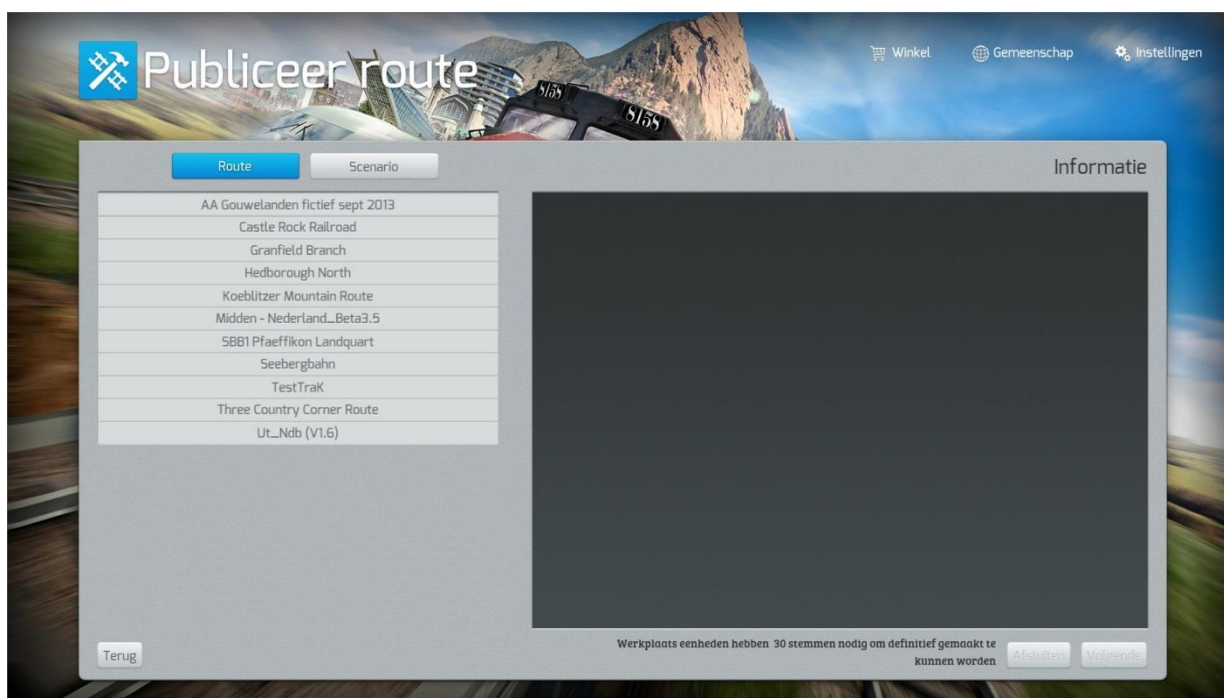 Publiceer route
Winkel
Gemeenschap
Instellingen
8158
8158
Route
Scenario
Informatie
AA Gouwelanden fictief sept 2013
Castle Rock Railroad
Granfield Branch
Hedborough North
Koeblitzer Mountain Route
Midden - Nederland_Beta3.5
SBB1 Pfaeffikon Landquart
Seebergbahn
TestTraK
Three Country Corner Route
Ut_Ndb (V1.6)
Werkplaats eenheden hebben 30 stemmen nodig om definitief gemaakt te
kunnen worden
Terug
Afsluiten
Volgende